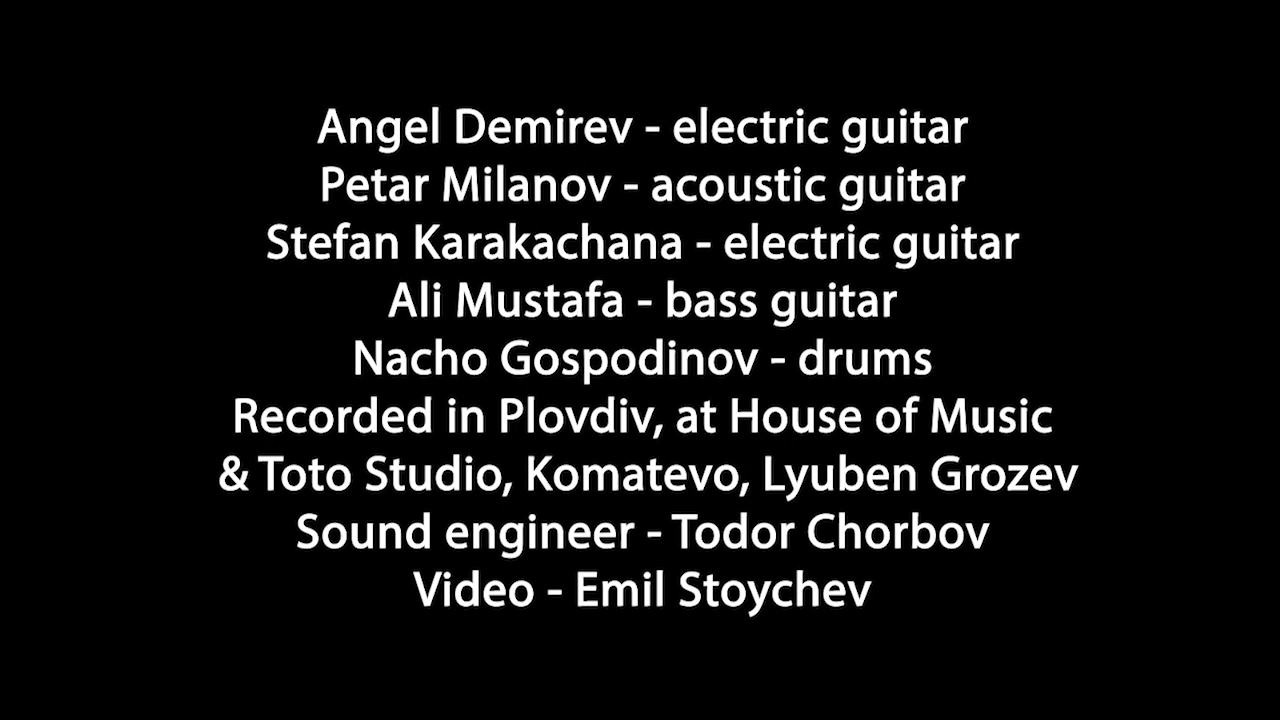 Angel Demirev - electric guitar
Petar Milanov - acoustic guitar
Stefan Karakachana - electric guitar
Ali Mustafa - bass guitar
Nacho Gospodinov - drums
Recorded in Plovdiv, at House of Music
& Toto Studio, Komatevo, Lyuben Grozev
Sound engineer - Todor Chorbov
Video - Emil Stoychev